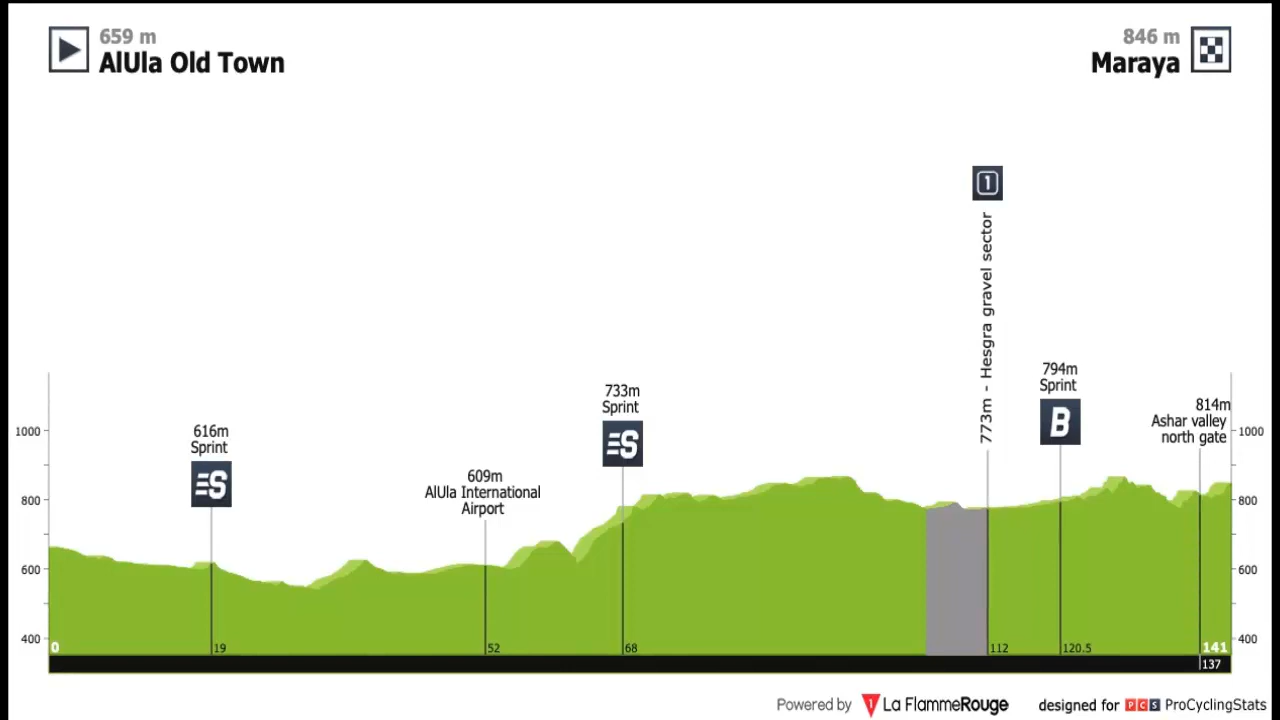 659 m
AlUla Old Town
846 m
Maraya
1
773m - Hesgra gravel sector
794m
Sprint
B
733m
Sprint
S
814m
Ashar valley
north gate
616m
Sprint
S
609m
AlUla International
Airport
1000
800
600
400
1000
800
600
400
0
19
52
68
112
120.5
141
137
Powered by La FlammeRouge designed for PCS ProCyclingStats